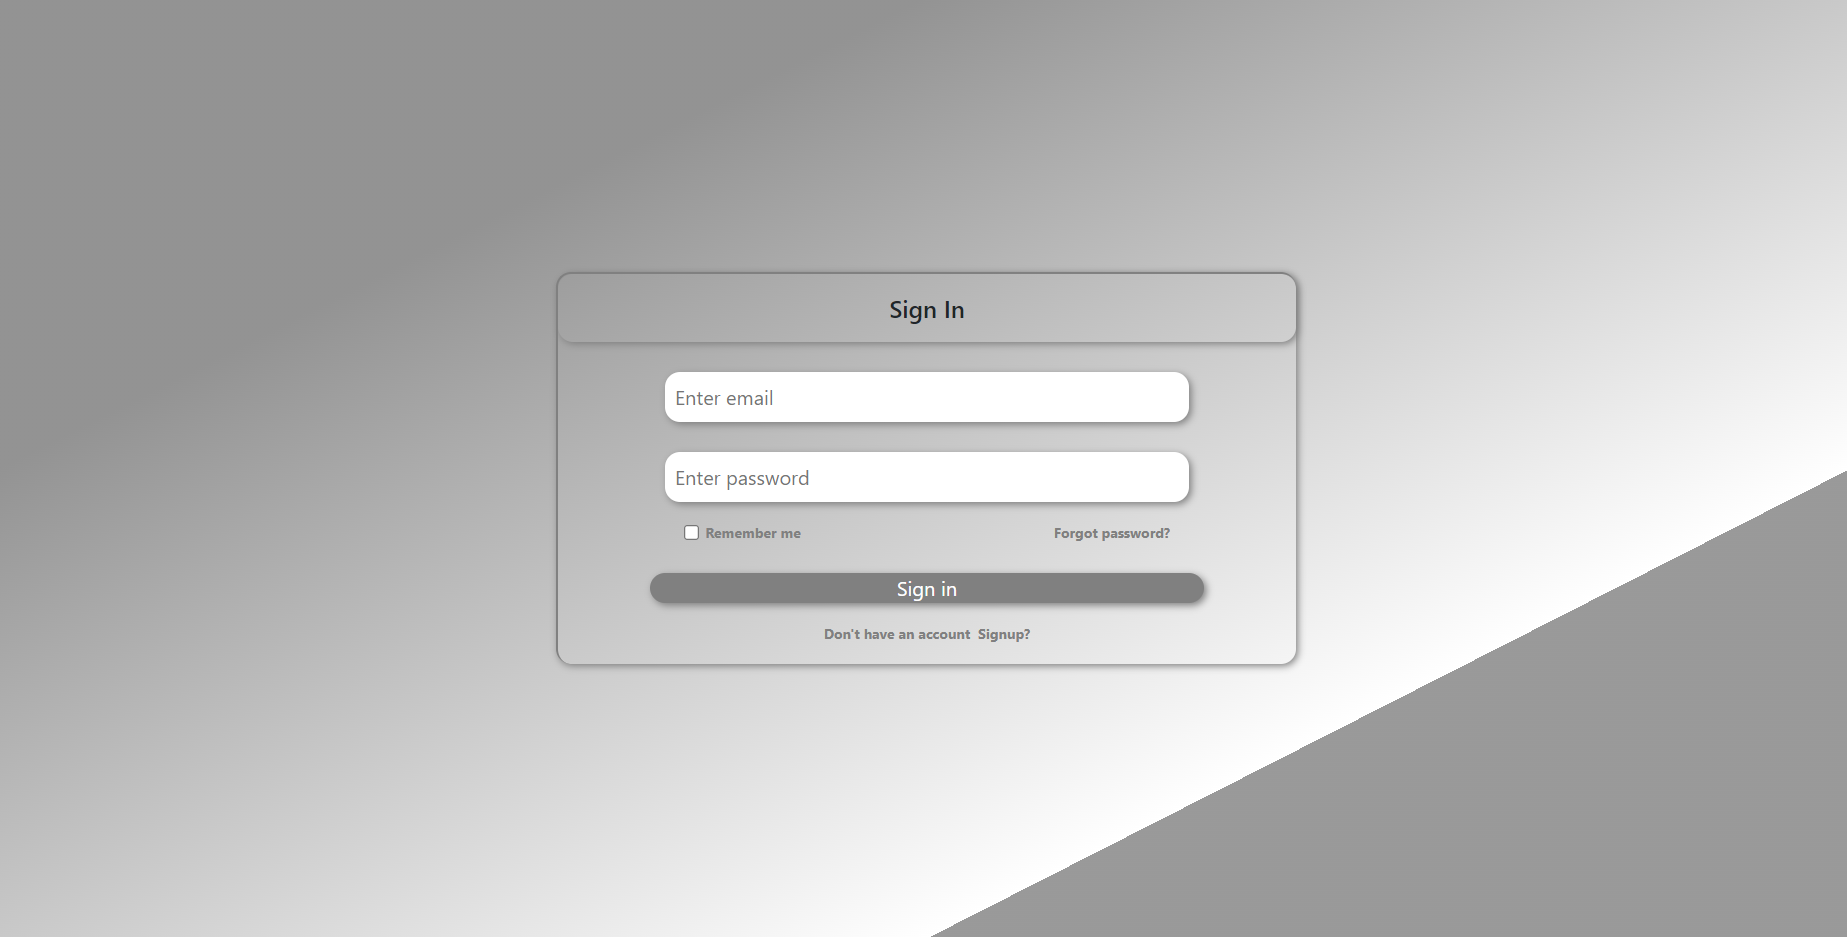 Sign In
Enter email
Enter password
Remember me
Forgot password?
Sign in
Don't have an account Signup?